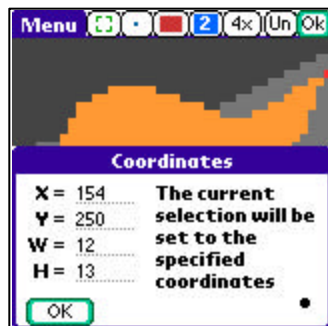 Menu 2 4x Un Ok
Coordinates
X = 154
Y = 250
W = 12
H = 13
The current
selection will be
set to the
specified
coordinates
OK